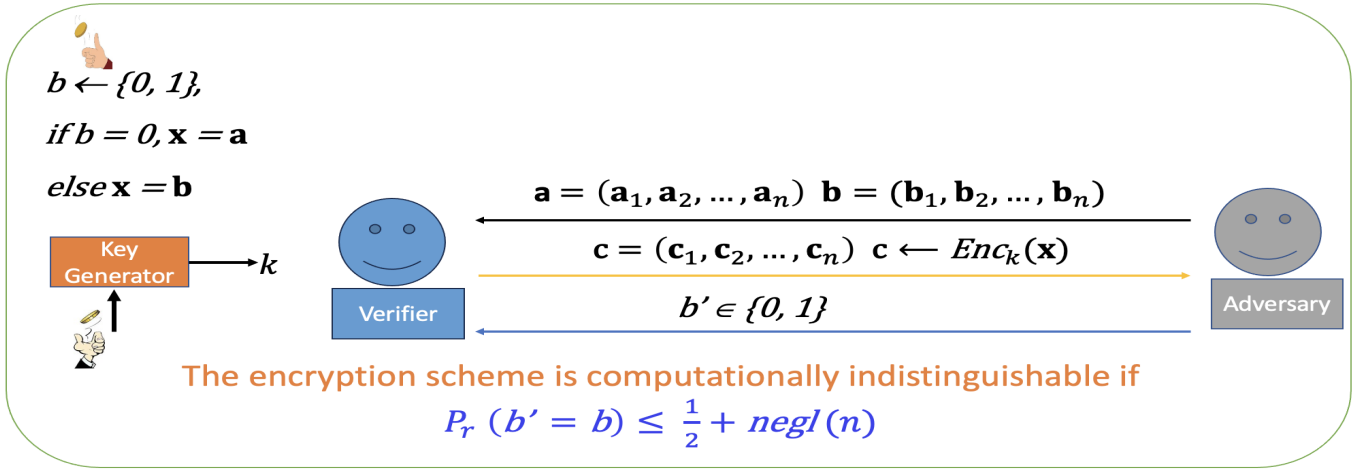 b ← {0, 1},
if b = 0, x = a
else x = b
Key
Generator
k
Verifier
a = (a₁, a₂, ..., aₙ) b = (b₁, b₂, ..., bₙ)
c = (c₁, c₂, ..., cₙ) c ← Encₖ(x)
b' ∈ {0, 1}
Adversary
The encryption scheme is computationally indistinguishable if
Pᵣ (b' = b) ≤ 1/2 + negl(n)